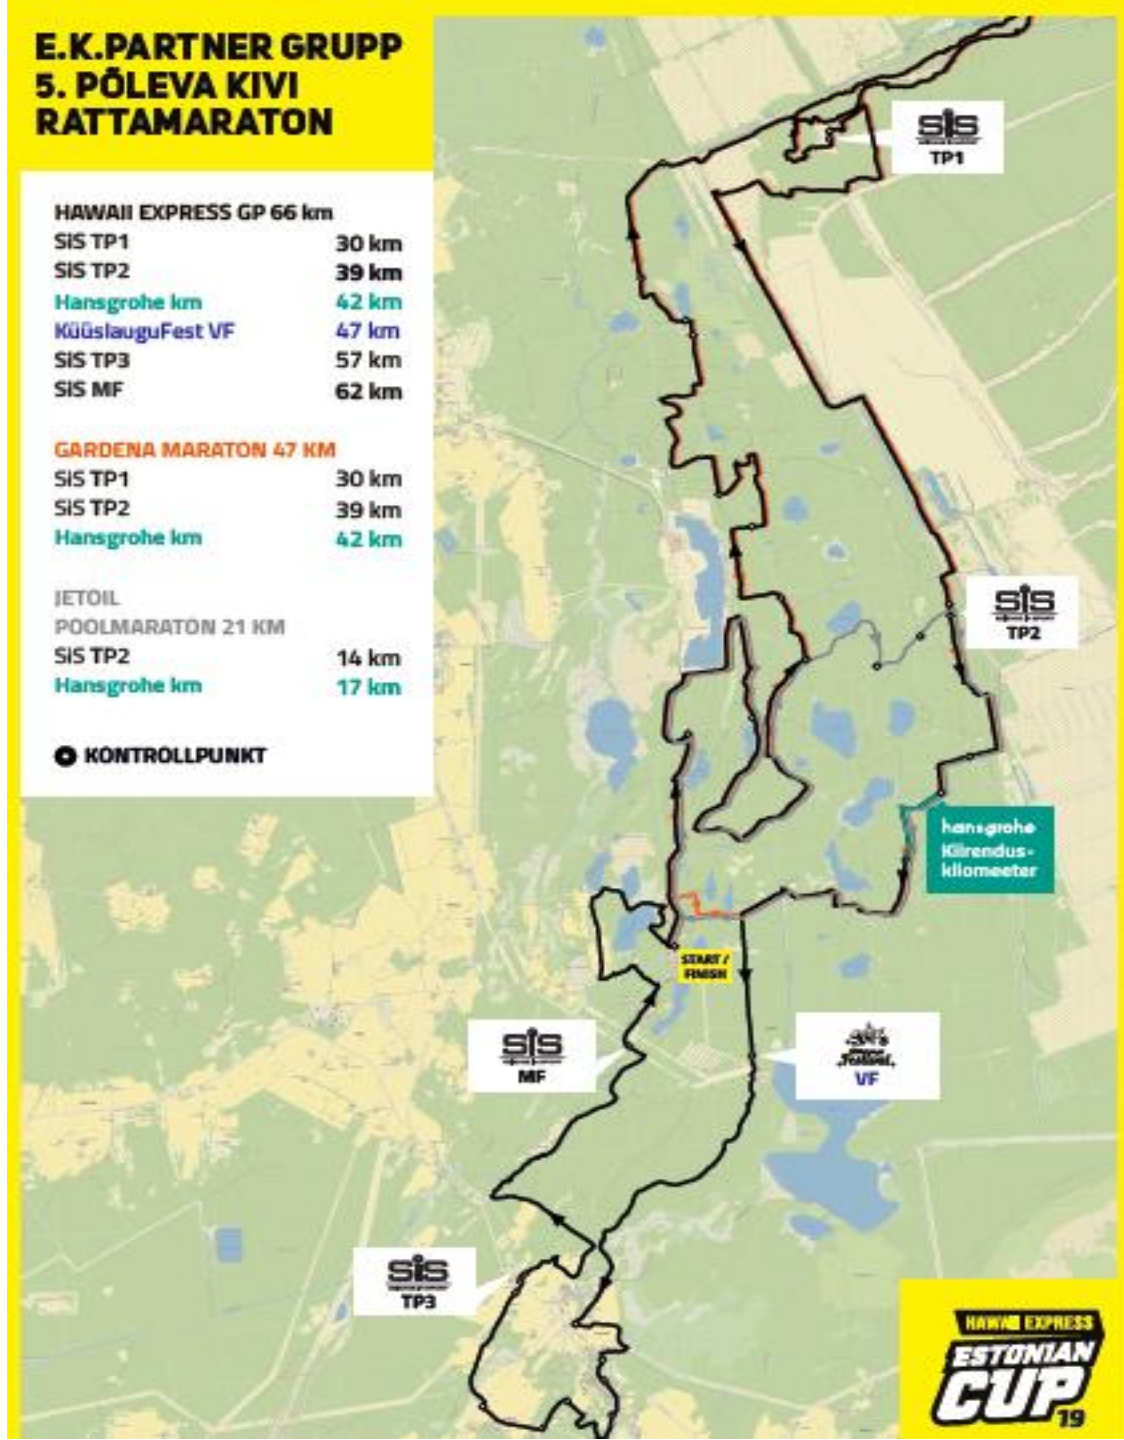 E.K.PARTNER GRUPP
5. PÕLEVA KIVI
RATTAMARATON
HAWAII EXPRESS GP 66 km
SiS TP1 30 km
SiS TP2 39 km
Hansgrohe km 42 km
KüüslauguFest VF 47 km
SiS TP3 57 km
SiS MF 62 km
GARDENA MARATON 47 KM
SiS TP1 30 km
SiS TP2 39 km
Hansgrohe km 42 km
JETOIL
POOLMARATON 21 KM
SiS TP2 14 km
Hansgrohe km 17 km
KONTROLLPUNKT
SiS
TP1
SiS
TP2
hansgrohe
Kiirendus-
kilomeeter
START /
FINISH
SiS
MF
VF
SiS
TP3
HAWAII EXPRESS
ESTONIAN
CUP
19